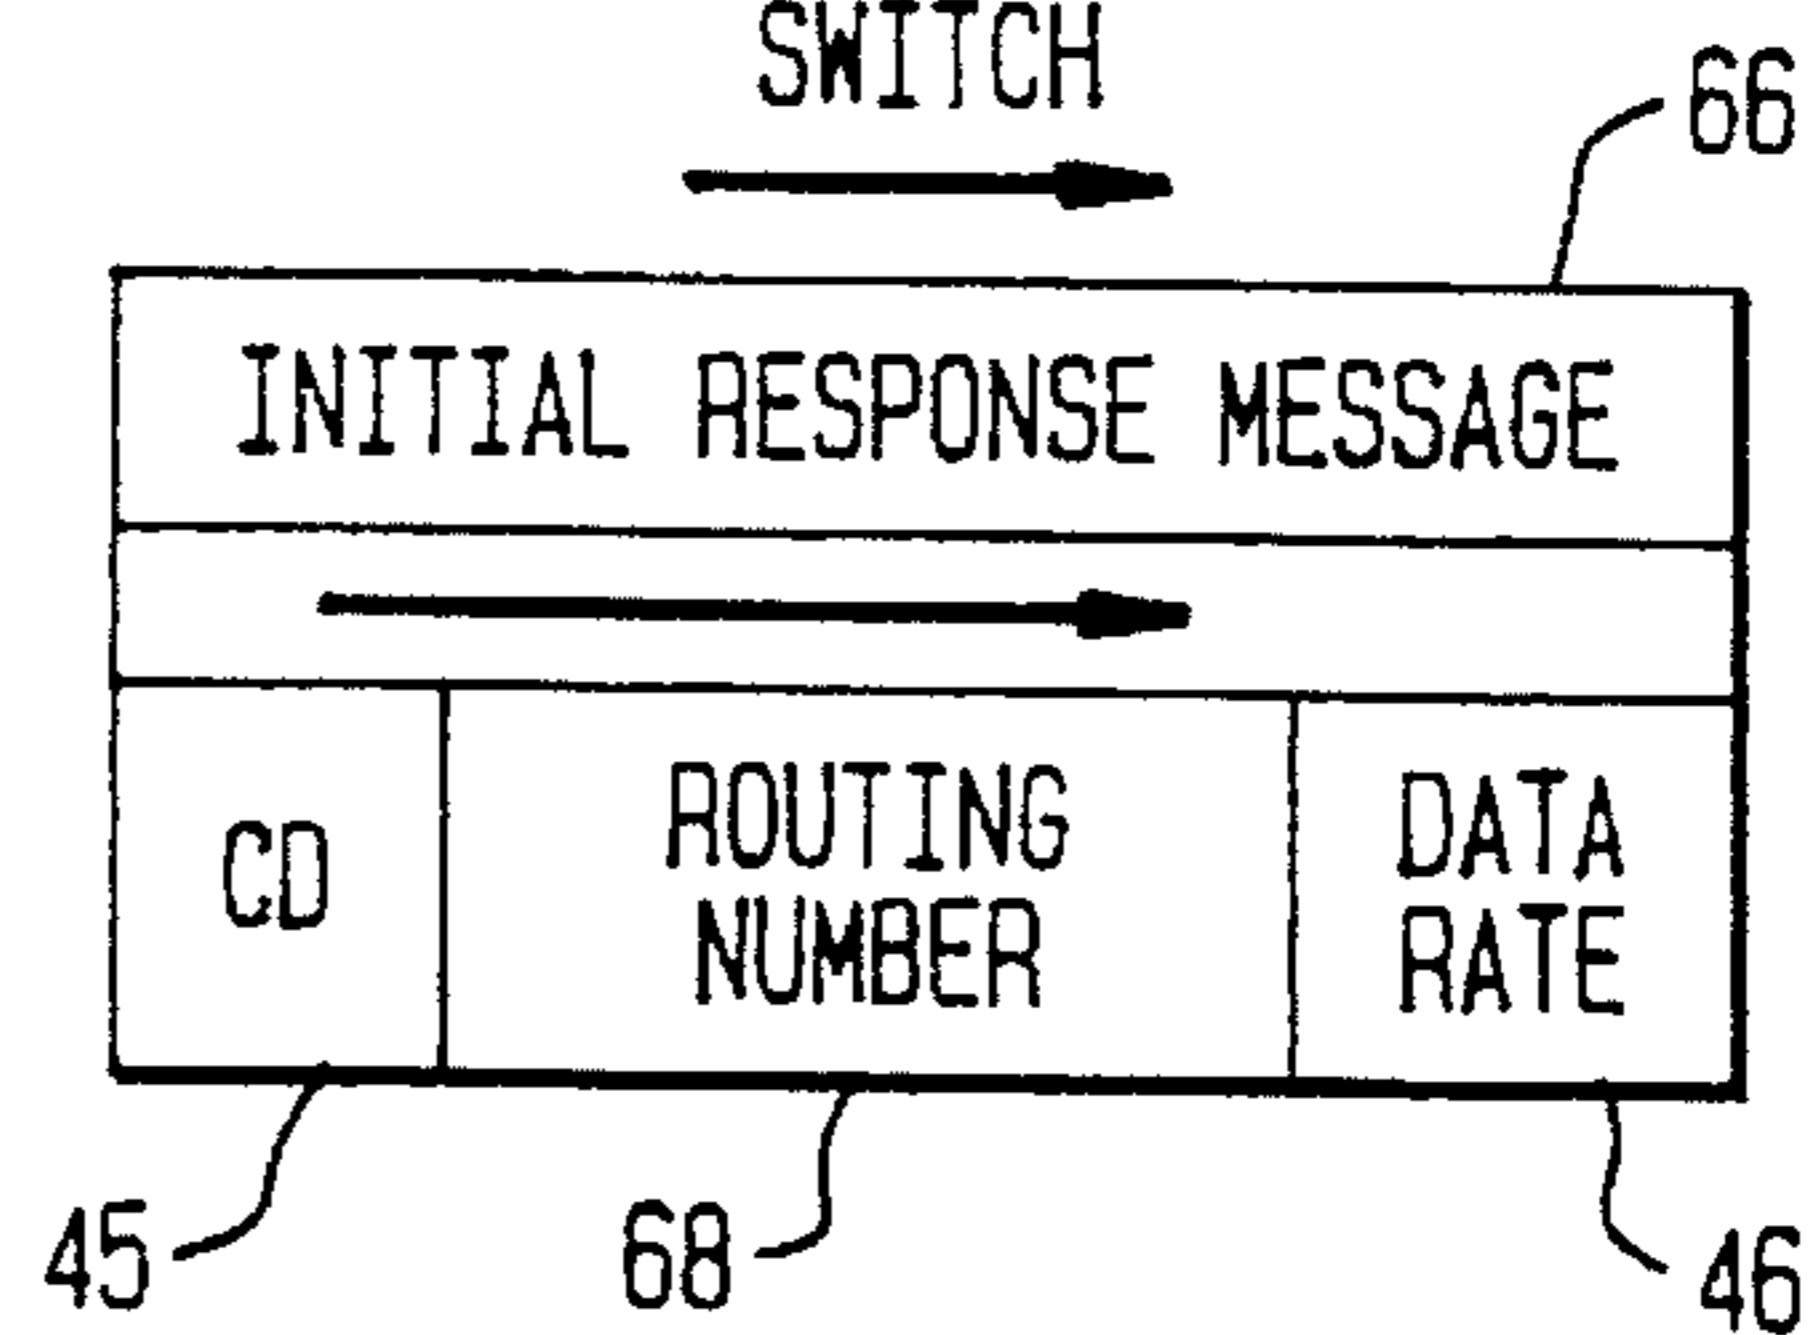 SWITCH
66
INITIAL RESPONSE MESSAGE
CD
ROUTING
NUMBER
DATA
RATE
45
68
46